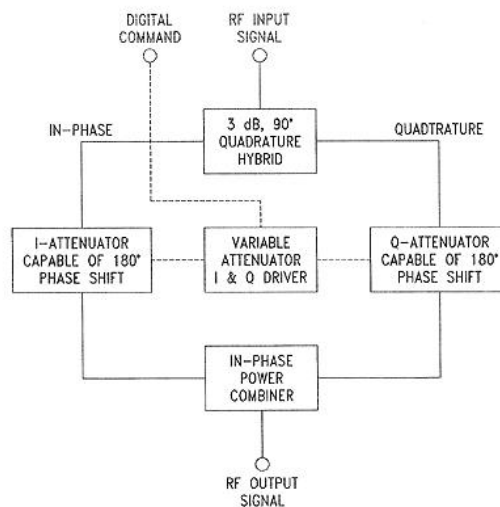 DIGITAL
COMMAND
RF INPUT
SIGNAL
IN-PHASE
3 dB, 90°
QUADRATURE
HYBRID
QUADTRATURE
I-ATTENUATOR
CAPABLE OF 180°
PHASE SHIFT
VARIABLE
ATTENUATOR
I & Q DRIVER
Q-ATTENUATOR
CAPABLE OF 180°
PHASE SHIFT
IN-PHASE
POWER
COMBINER
RF OUTPUT
SIGNAL